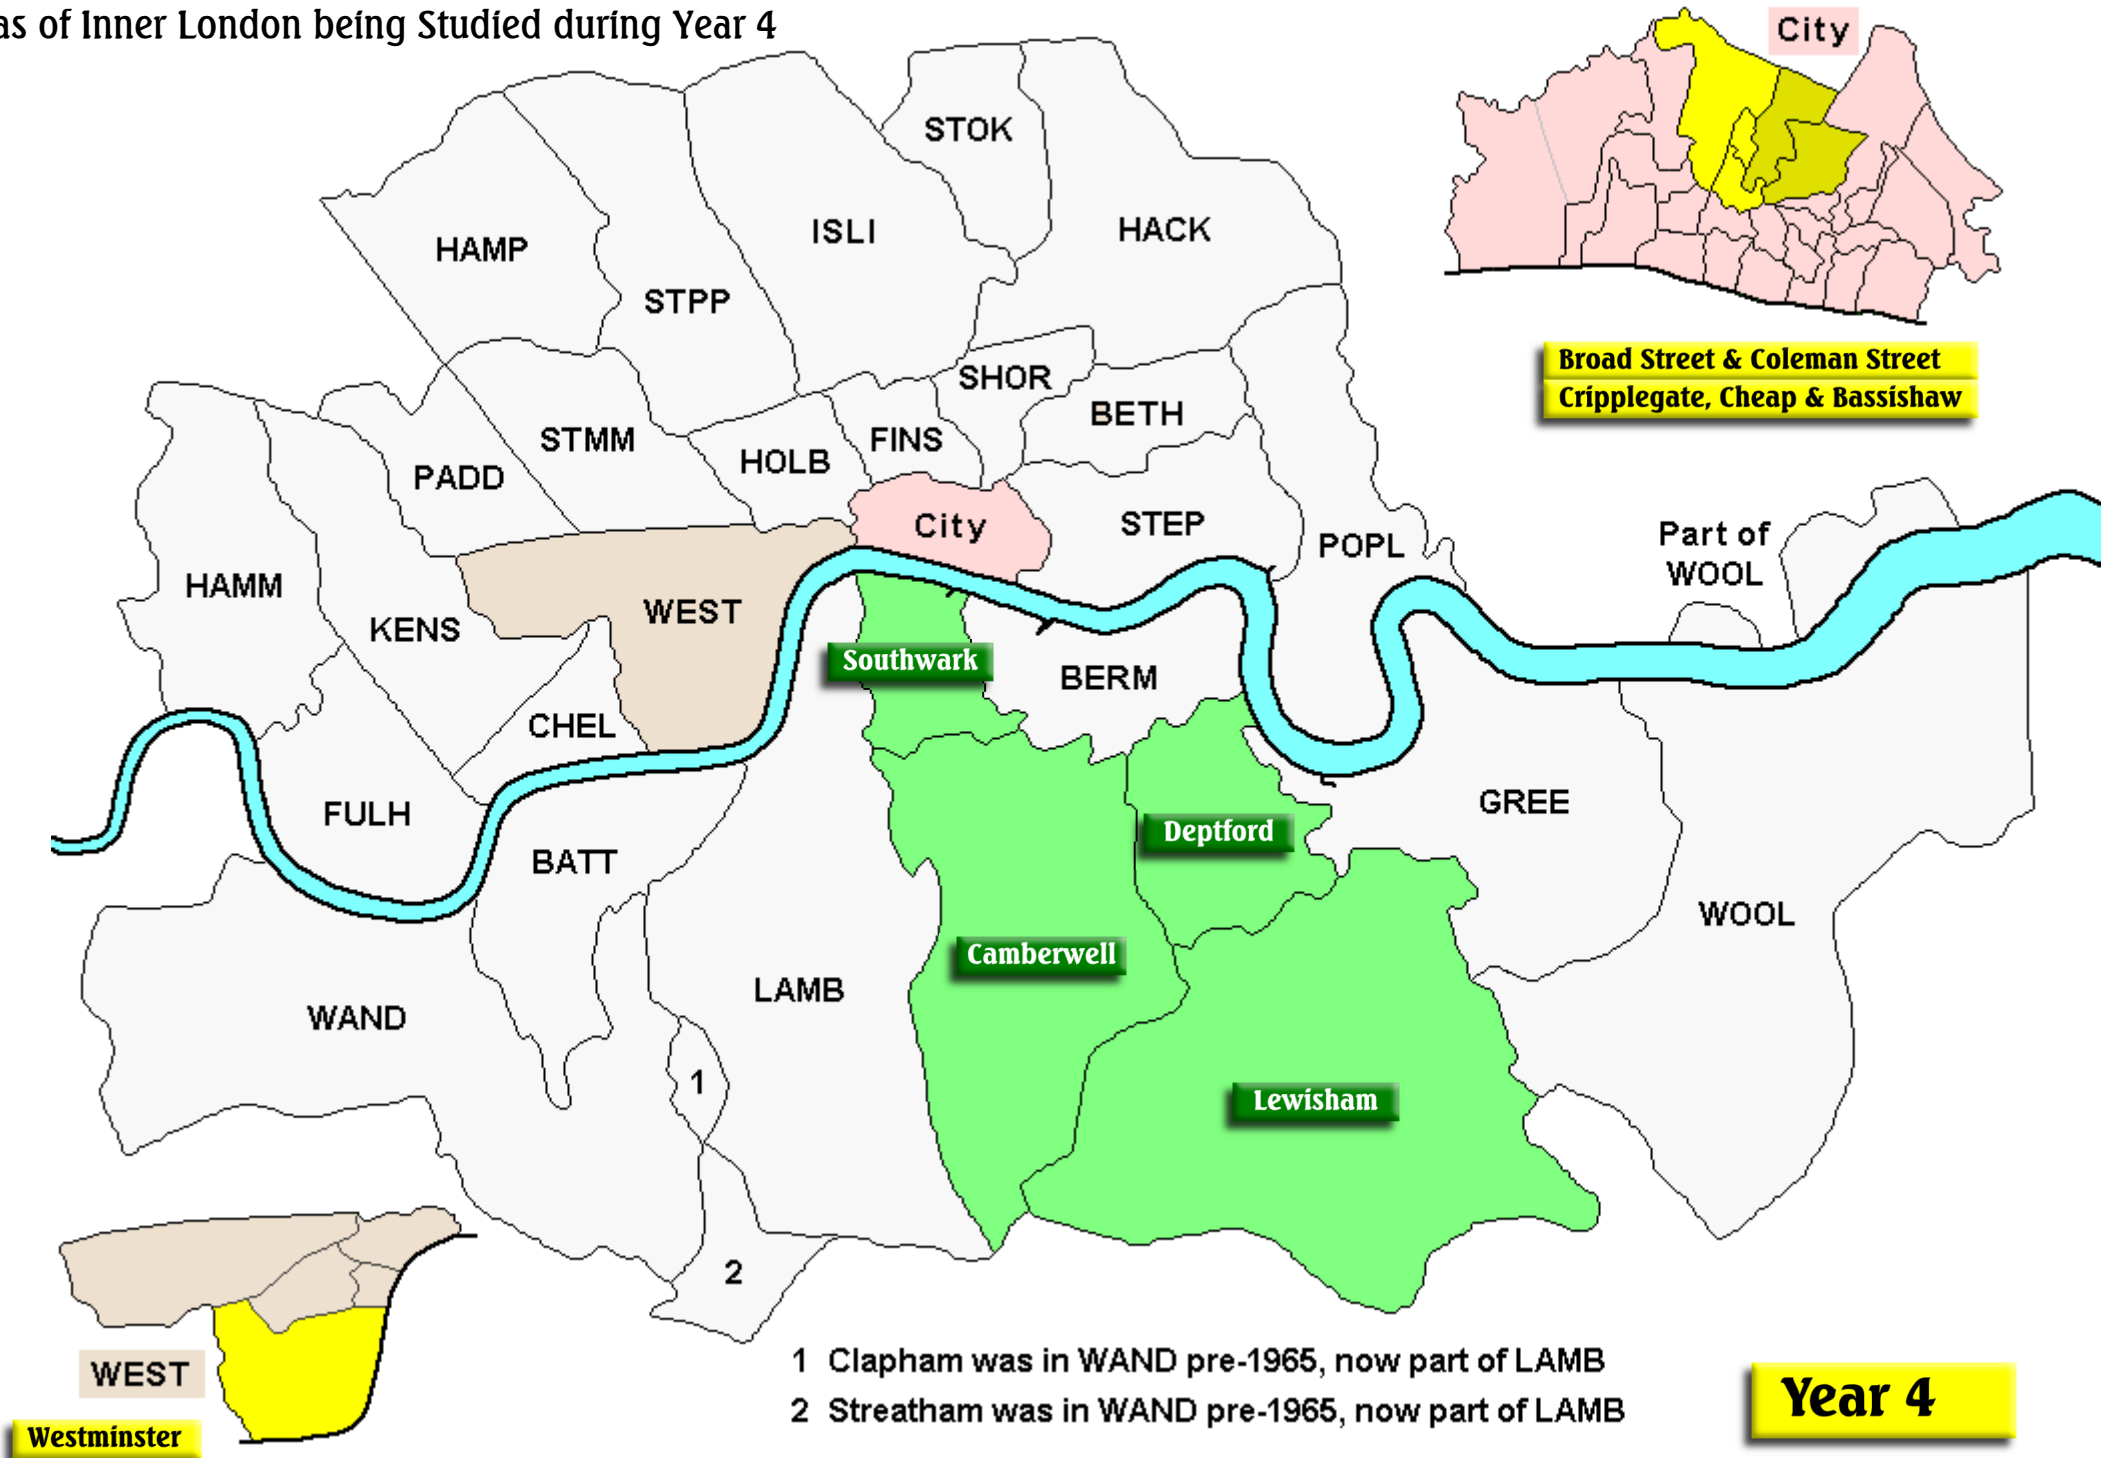 as of Inner London being Studied during Year 4
City
STOK
HAMP
ISLI
HACK
STPP
Broad Street & Coleman Street
Cripplegate, Cheap & Bassishaw
SHOR
BETH
STMM
FINS
HOLB
PADD
City
STEP
POPL
Part of
WOOL
HAMM
KENS
WEST
Southwark
BERM
CHEL
FULH
GREE
Deptford
BATT
WOOL
Camberwell
LAMB
WAND
1
Lewisham
2
WEST
Westminster
1 Clapham was in WAND pre-1965, now part of LAMB
2 Streatham was in WAND pre-1965, now part of LAMB
Year 4